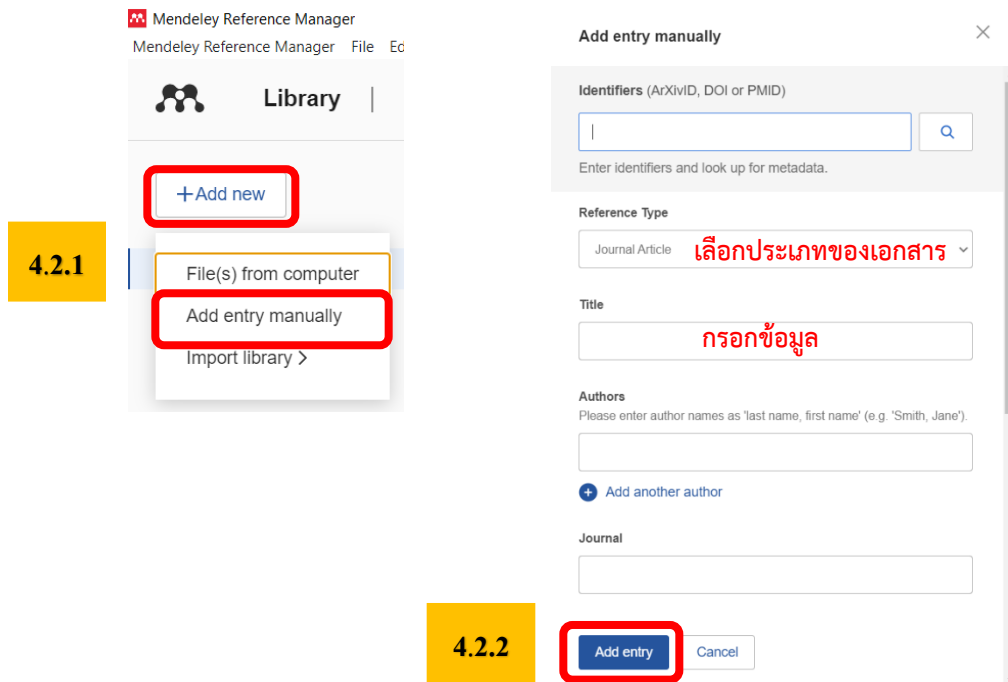 Mendeley Reference Manager
Mendeley Reference Manager File Ed
Library |
+Add new
4.2.1
File(s) from computer
Add entry manually
Import library >
Add entry manually
Identifiers (ArXivID, DOI or PMID)
Enter identifiers and look up for metadata.
Reference Type
Journal Article เลือกประเภทของเอกสาร
Title
กรอกข้อมูล
Authors
Please enter author names as 'last name, first name' (e.g. 'Smith, Jane').
Add another author
Journal
4.2.2
Add entry Cancel